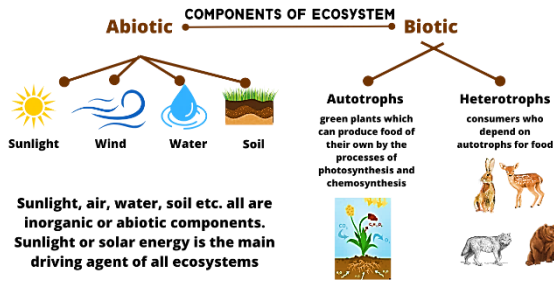 COMPONENTS OF ECOSYSTEM
Abiotic
Biotic
Sunlight
Wind
Water
Soil
Autotrophs
green plants which
can produce food of
their own by the
processes of
photosynthesis and
chemosynthesis
Heterotrophs
consumers who
depend on
autotrophs for food
Sunlight, air, water, soil etc. all are
inorganic or abiotic components.
Sunlight or solar energy is the main
driving agent of all ecosystems